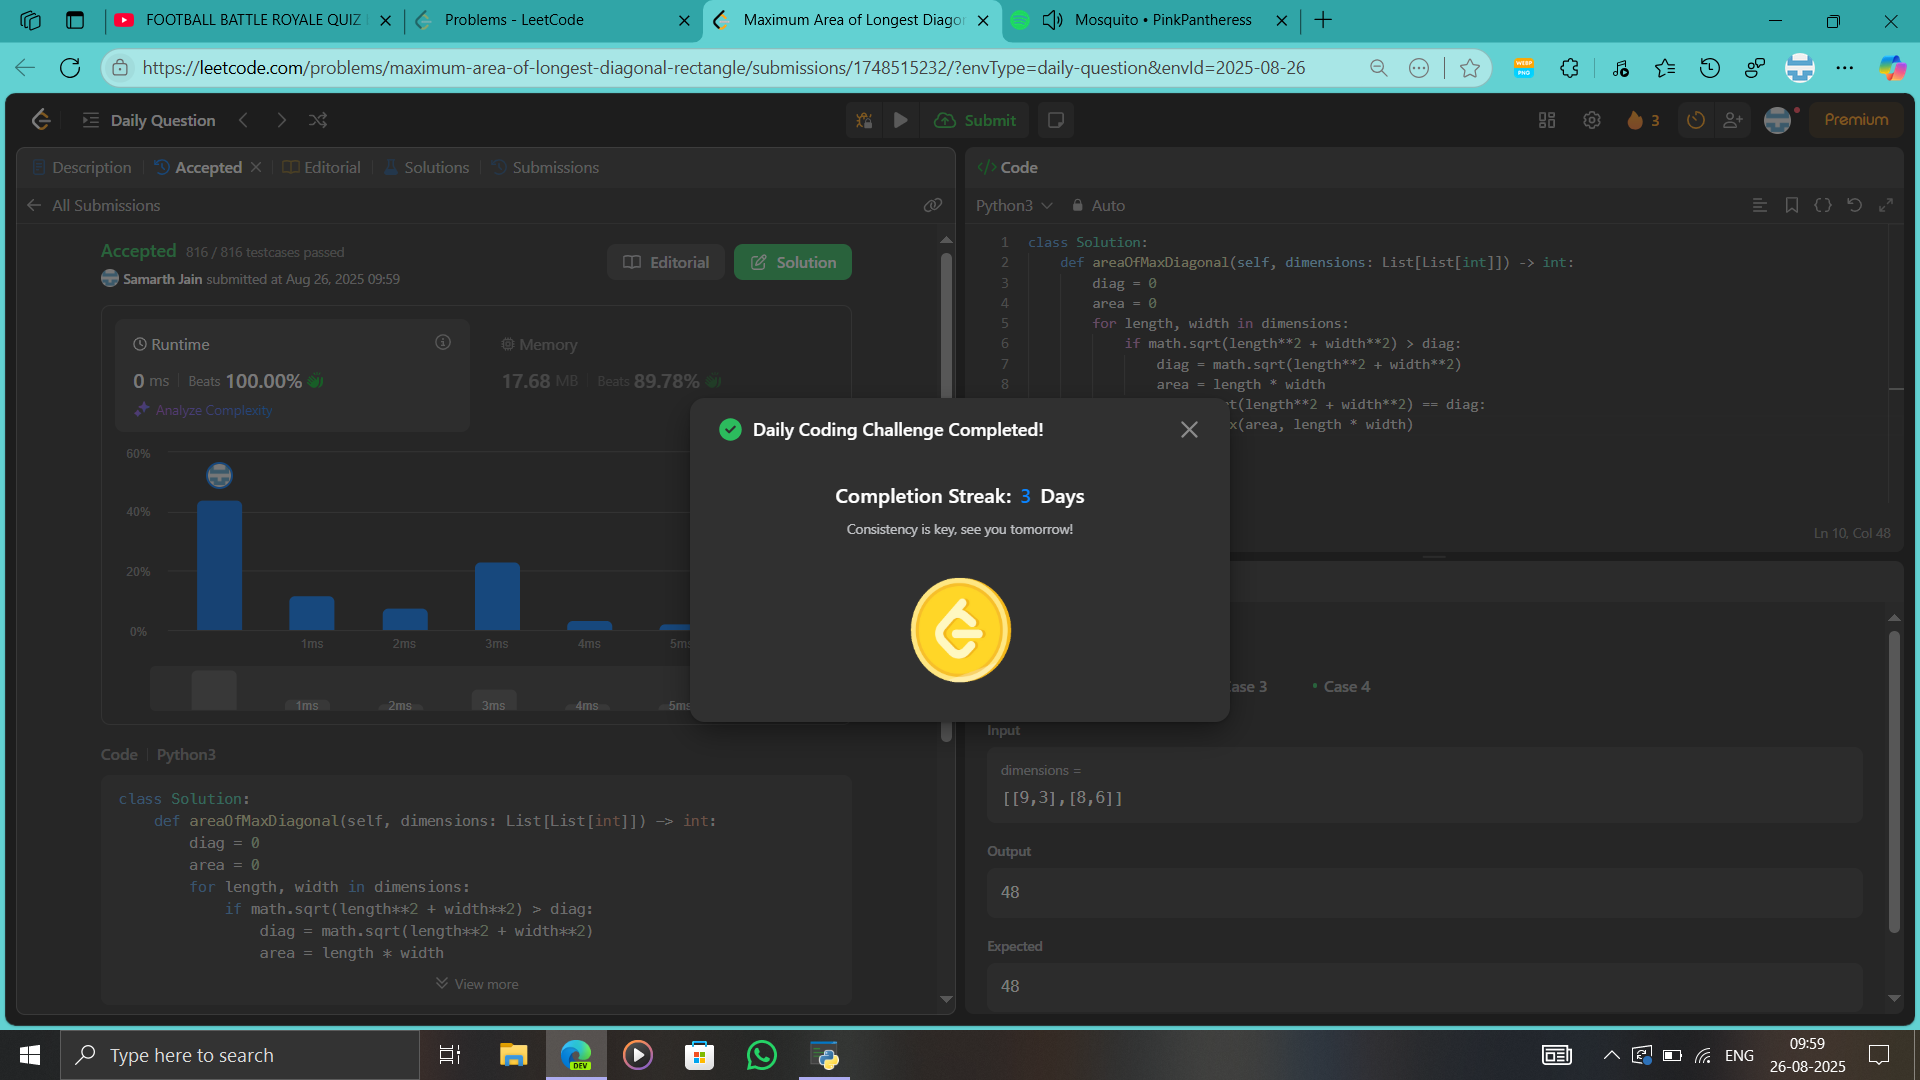 FOOTBALL BATTLE ROYALE QUIZ
Problems - LeetCode
Maximum Area of Longest Diagon
Mosquito • PinkPantheress
https://leetcode.com/problems/maximum-area-of-longest-diagonal-rectangle/submissions/1748515232/?envType=daily-question&envId=2025-08-26
WEBP
PNG
Daily Question
Submit
3
Premium
Description
Accepted
Editorial
Solutions
Submissions
All Submissions
Accepted 816 / 816 testcases passed
Samarth Jain submitted at Aug 26, 2025 09:59
Editorial
Solution
Runtime
0 ms | Beats 100.00%
Analyze Complexity
Memory
17.68 MB | Beats 89.78%
60%
40%
20%
0%
1ms 2ms 3ms 4ms 5ms
1ms 2ms 3ms 4ms 5ms
Code | Python3
class Solution:
    def areaOfMaxDiagonal(self, dimensions: List[List[int]]) -> int:
        diag = 0
        area = 0
        for length, width in dimensions:
            if math.sqrt(length**2 + width**2) > diag:
                diag = math.sqrt(length**2 + width**2)
                area = length * width
View more
Daily Coding Challenge Completed!
Completion Streak: 3 Days
Consistency is key, see you tomorrow!
</> Code
Python3
Auto
1 class Solution:
2     def areaOfMaxDiagonal(self, dimensions: List[List[int]]) -> int:
3         diag = 0
4         area = 0
5         for length, width in dimensions:
6             if math.sqrt(length**2 + width**2) > diag:
7                 diag = math.sqrt(length**2 + width**2)
8                 area = length * width
t(length**2 + width**2) == diag:
x(area, length * width)
Ln 10, Col 48
ase 3
Case 4
Input
dimensions =
[[9,3],[8,6]]
Output
48
Expected
48
Type here to search
DEV
ENG
09:59
26-08-2025